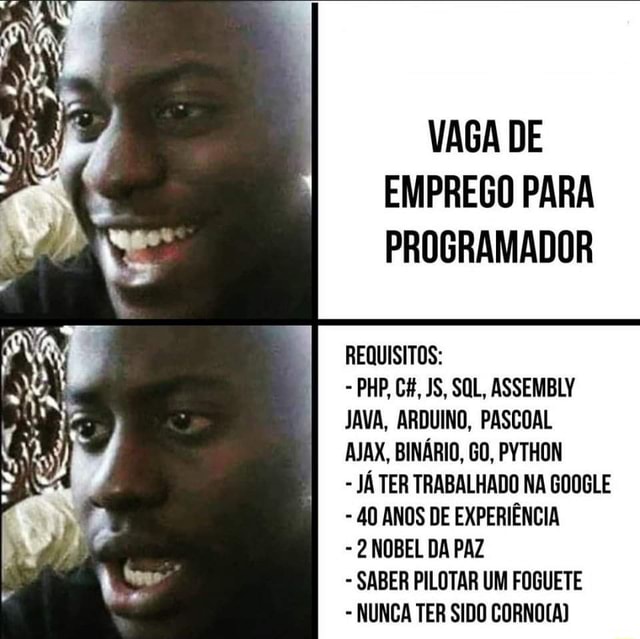 VAGA DE
EMPREGO PARA
PROGRAMADOR
REQUISITOS:
- PHP, C#, JS, SQL, ASSEMBLY
JAVA, ARDUINO, PASCOAL
AJAX, BINÁRIO, GO, PYTHON
- JÁ TER TRABALHADO NA GOOGLE
- 40 ANOS DE EXPERIÊNCIA
- 2 NOBEL DA PAZ
- SABER PILOTAR UM FOGUETE
- NUNCA TER SIDO CORNO(A)